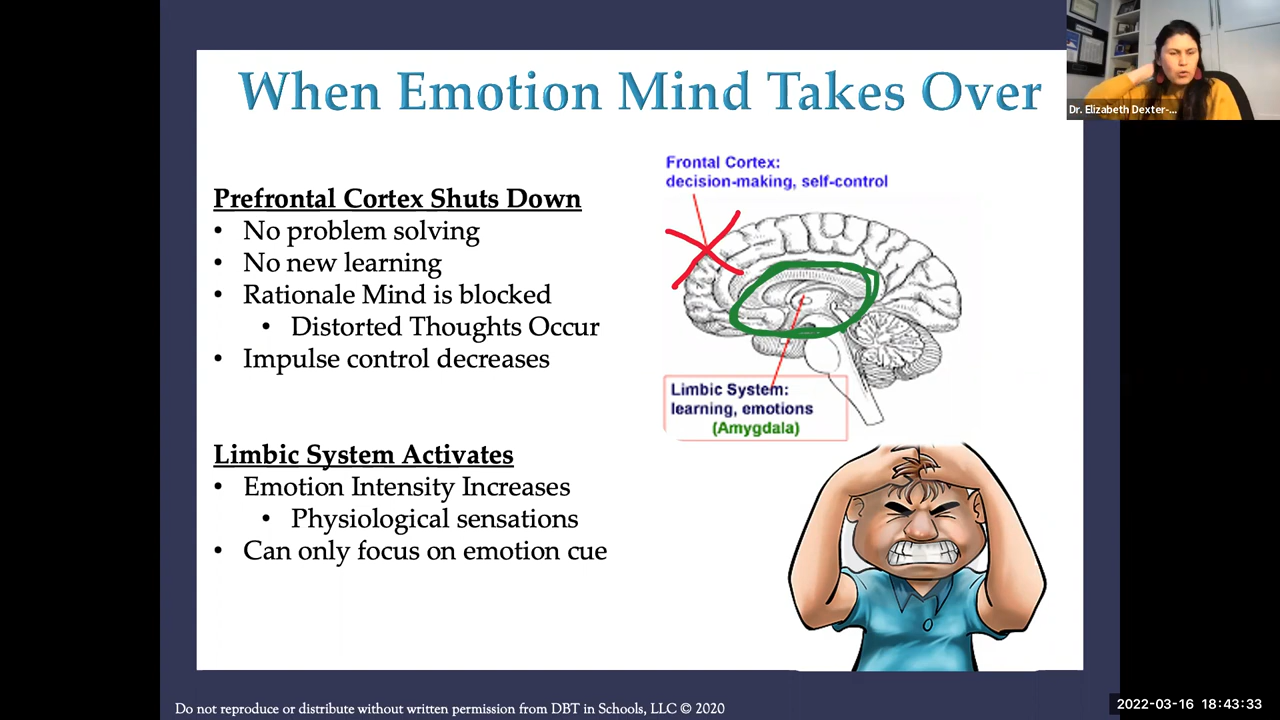 When Emotion Mind Takes Over
Dr. Elizabeth Dexter-...
Prefrontal Cortex Shuts Down
• No problem solving
• No new learning
• Rationale Mind is blocked
• Distorted Thoughts Occur
• Impulse control decreases
Limbic System Activates
• Emotion Intensity Increases
• Physiological sensations
• Can only focus on emotion cue
Frontal Cortex:
decision-making, self-control
Limbic System:
learning, emotions
(Amygdala)
Do not reproduce or distribute without written permission from DBT in Schools, LLC © 2020
2022-03-16 18:43:33